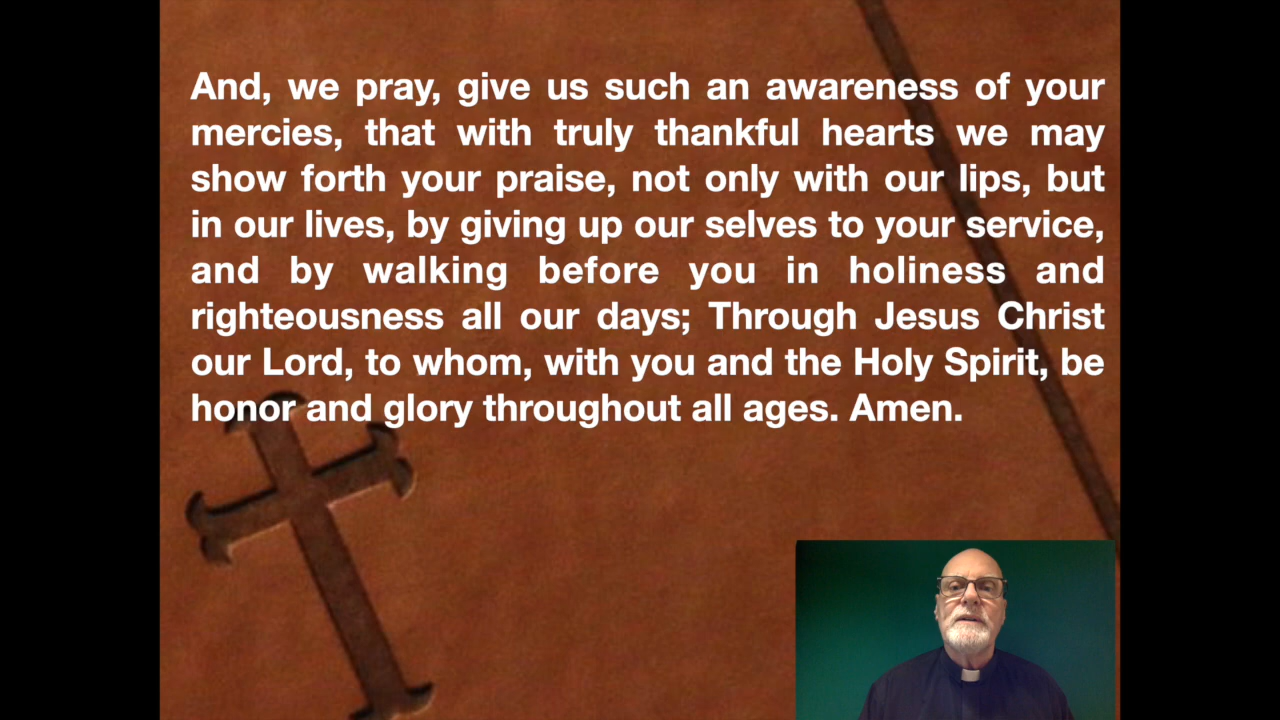 And, we pray, give us such an awareness of your
mercies, that with truly thankful hearts we may
show forth your praise, not only with our lips, but
in our lives, by giving up our selves to your service,
and by walking before you in holiness and
righteousness all our days; Through Jesus Christ
our Lord, to whom, with you and the Holy Spirit, be
honor and glory throughout all ages. Amen.